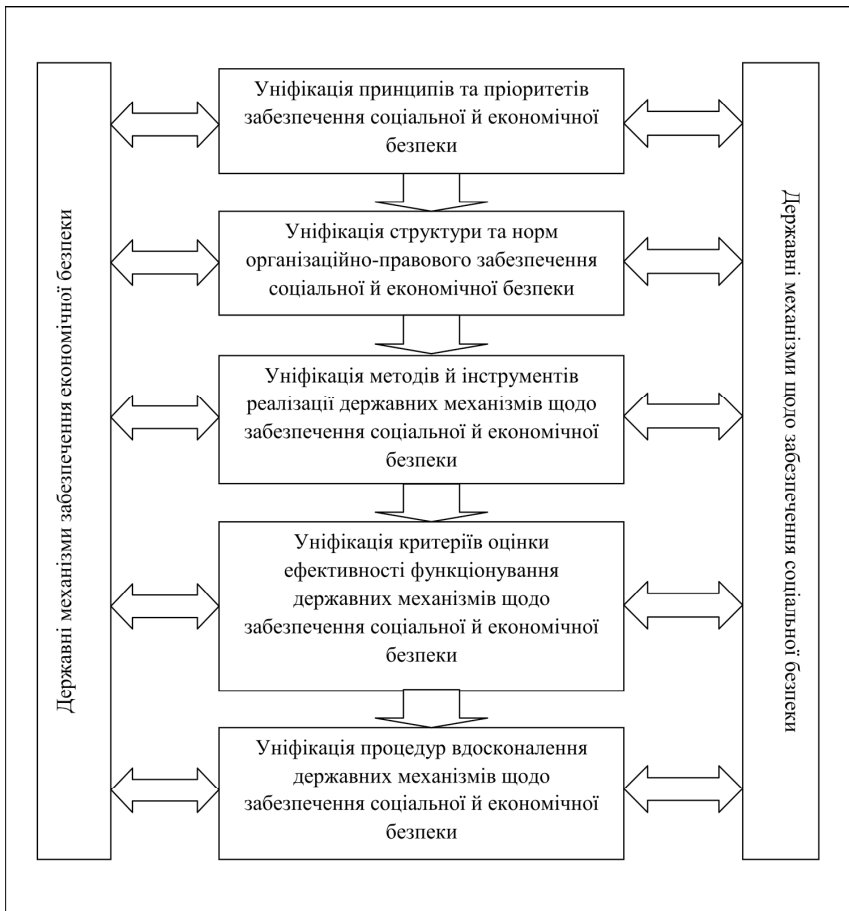 Державні механізми забезпечення економічної безпеки
Уніфікація принципів та пріоритетів
забезпечення соціальної й економічної
безпеки
Уніфікація структури та норм
організаційно-правового забезпечення
соціальної й економічної безпеки
Уніфікація методів й інструментів
реалізації державних механізмів щодо
забезпечення соціальної й економічної
безпеки
Уніфікація критеріїв оцінки
ефективності функціонування
державних механізмів щодо
забезпечення соціальної й економічної
безпеки
Уніфікація процедур вдосконалення
державних механізмів щодо
забезпечення соціальної й економічної
безпеки
Державні механізми щодо забезпечення соціальної безпеки